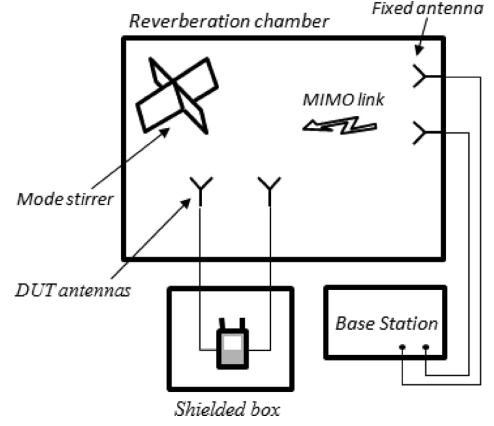 Fixed antenna
Reverberation chamber
MIMO link
Mode stirrer
DUT antennas
Base Station
Shielded box